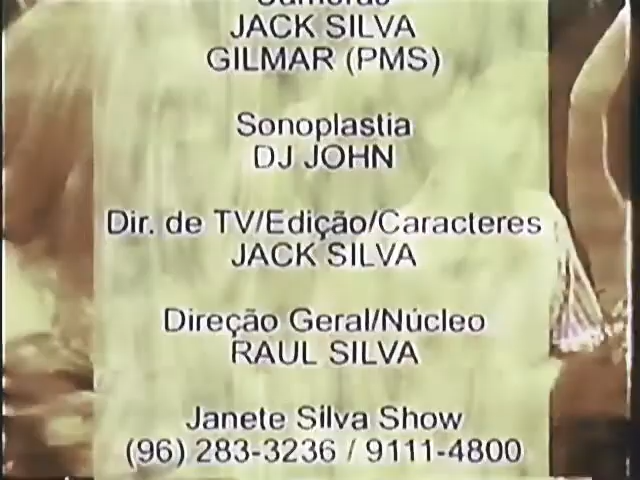 JACK SILVA
GILMAR (PMS)
Sonoplastia
DJ JOHN
Dir. de TV/Edição/Caracteres
JACK SILVA
Direção Geral/Núcleo
RAUL SILVA
Janete Silva Show
(96) 283-3236 / 9111-4800